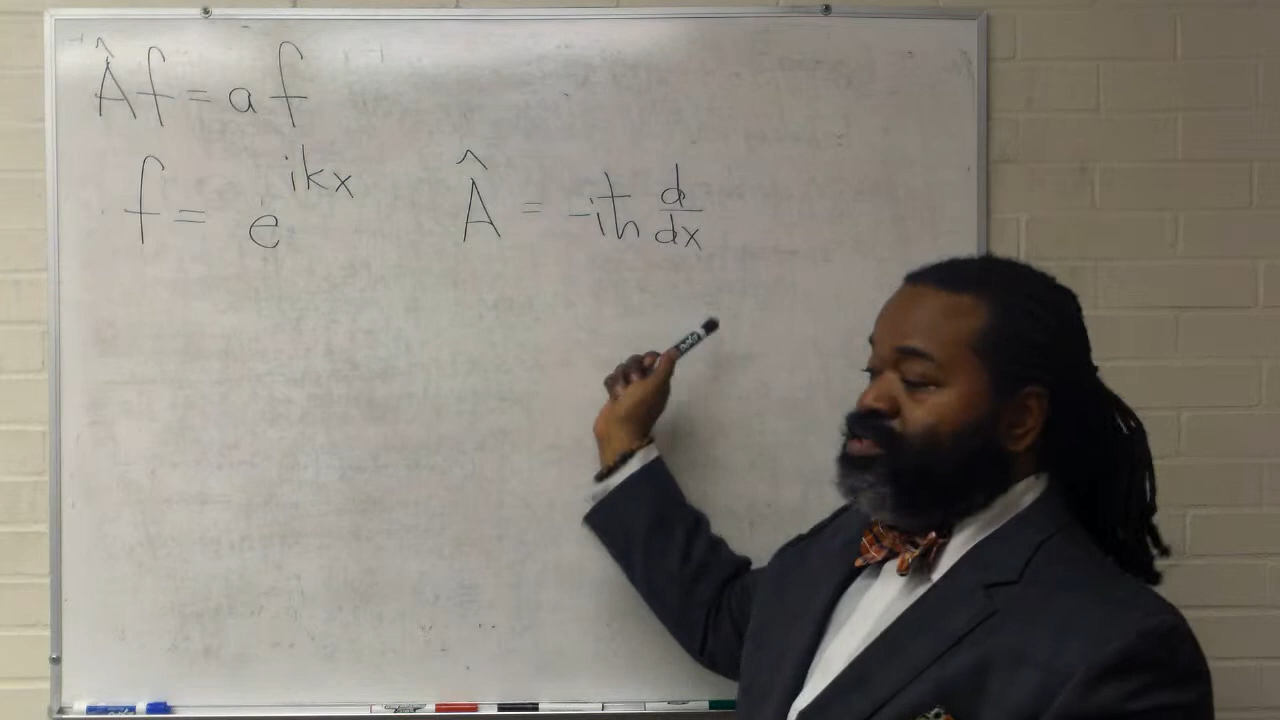 Âf = af
f = e^{ikx} Â = -iħ d/dx